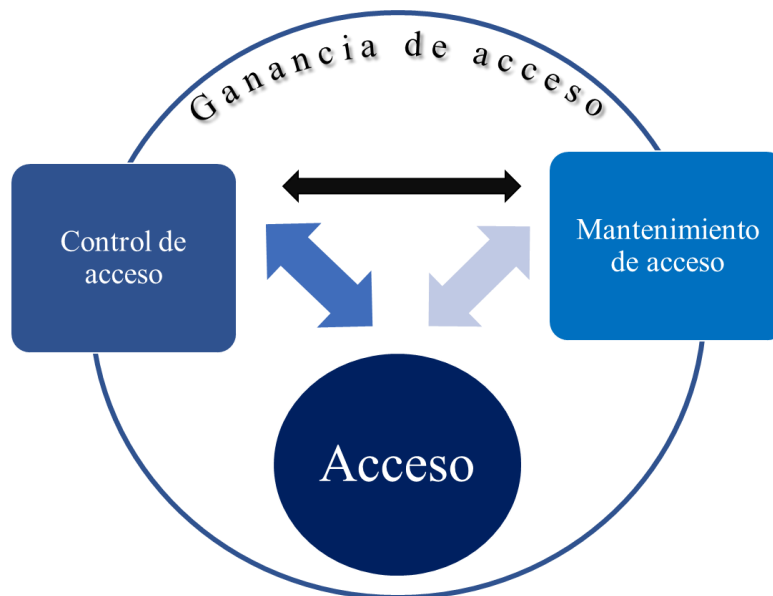 Ganancia de acceso
Control de
acceso
Mantenimiento
de acceso
Acceso